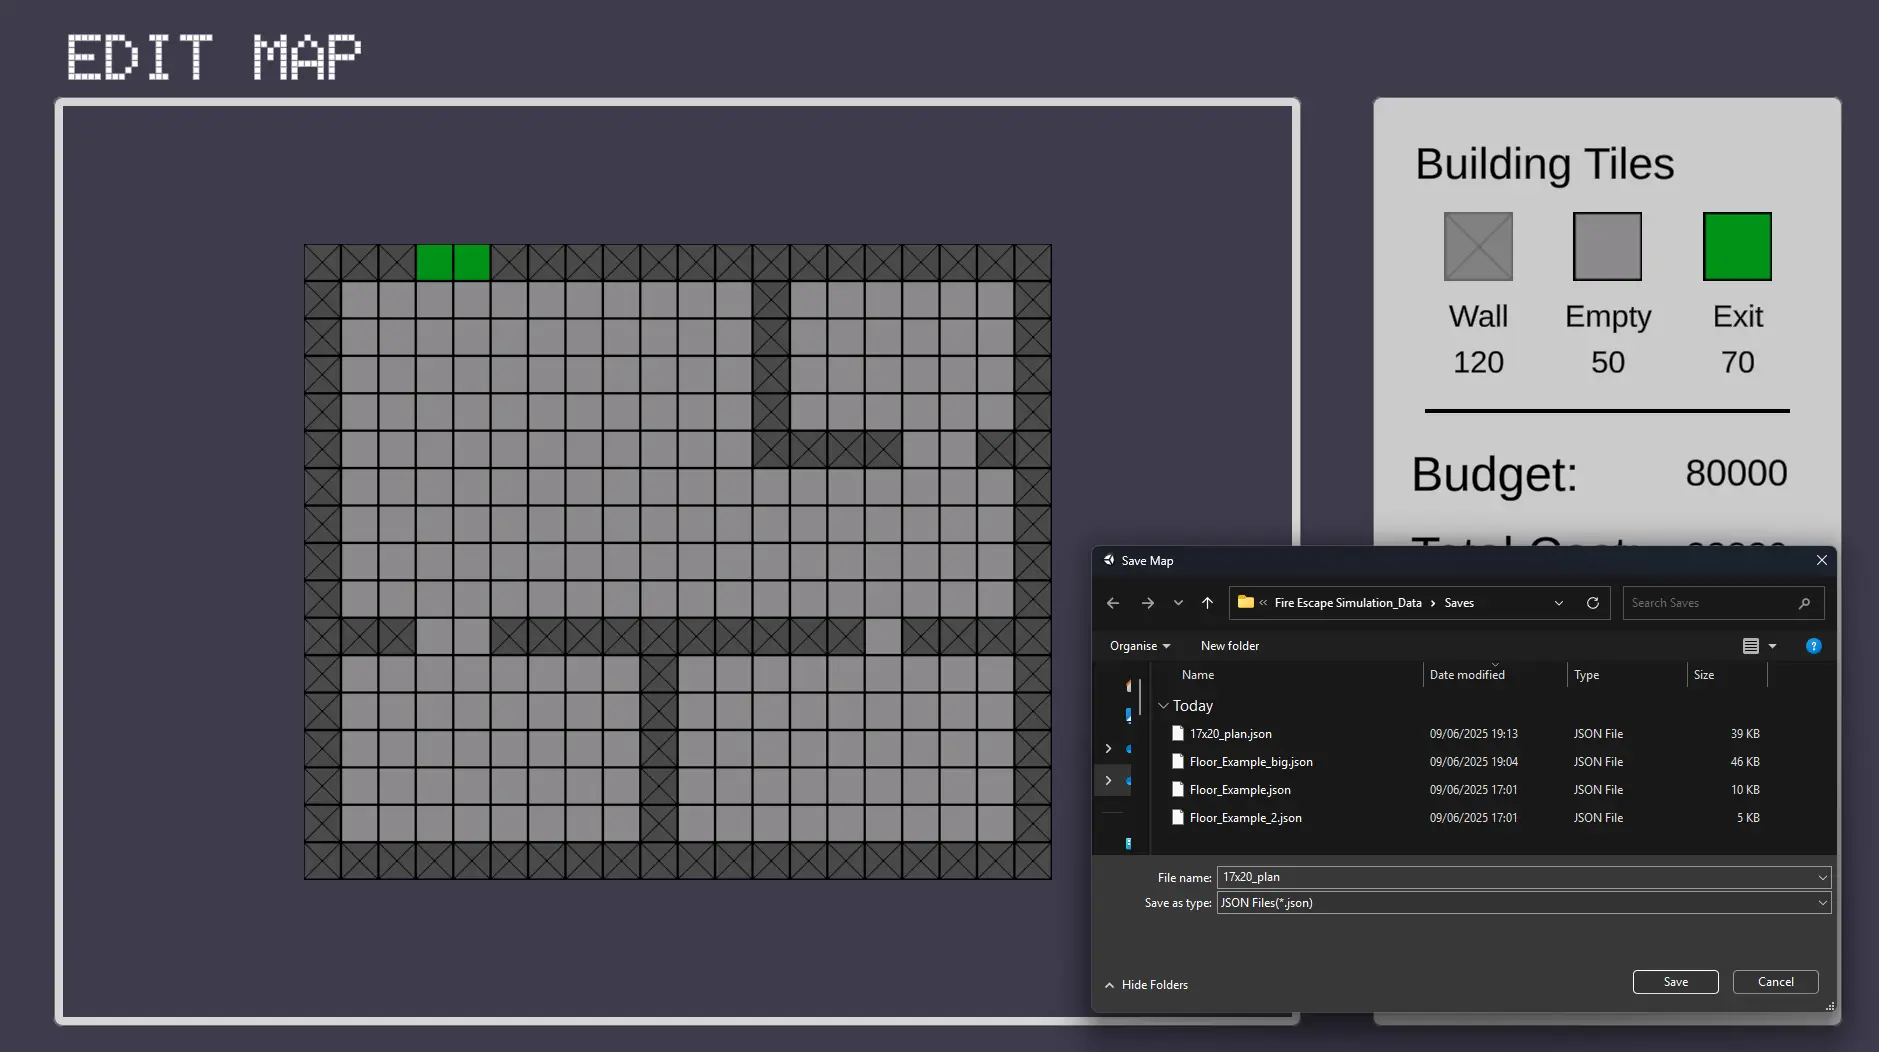 EDIT MAP
Building Tiles
Wall Empty Exit
120 50 70
Budget: 80000
Total Cost:
Save Map
« Fire Escape Simulation_Data › Saves
Search Saves
Organise New folder
?
Name Date modified Type Size
Today
17x20_plan.json 09/06/2025 19:13 JSON File 39 KB
Floor_Example_big.json 09/06/2025 19:04 JSON File 46 KB
Floor_Example.json 09/06/2025 17:01 JSON File 10 KB
Floor_Example_2.json 09/06/2025 17:01 JSON File 5 KB
File name: 17x20_plan
Save as type: JSON Files(*.json)
Hide Folders
Save Cancel